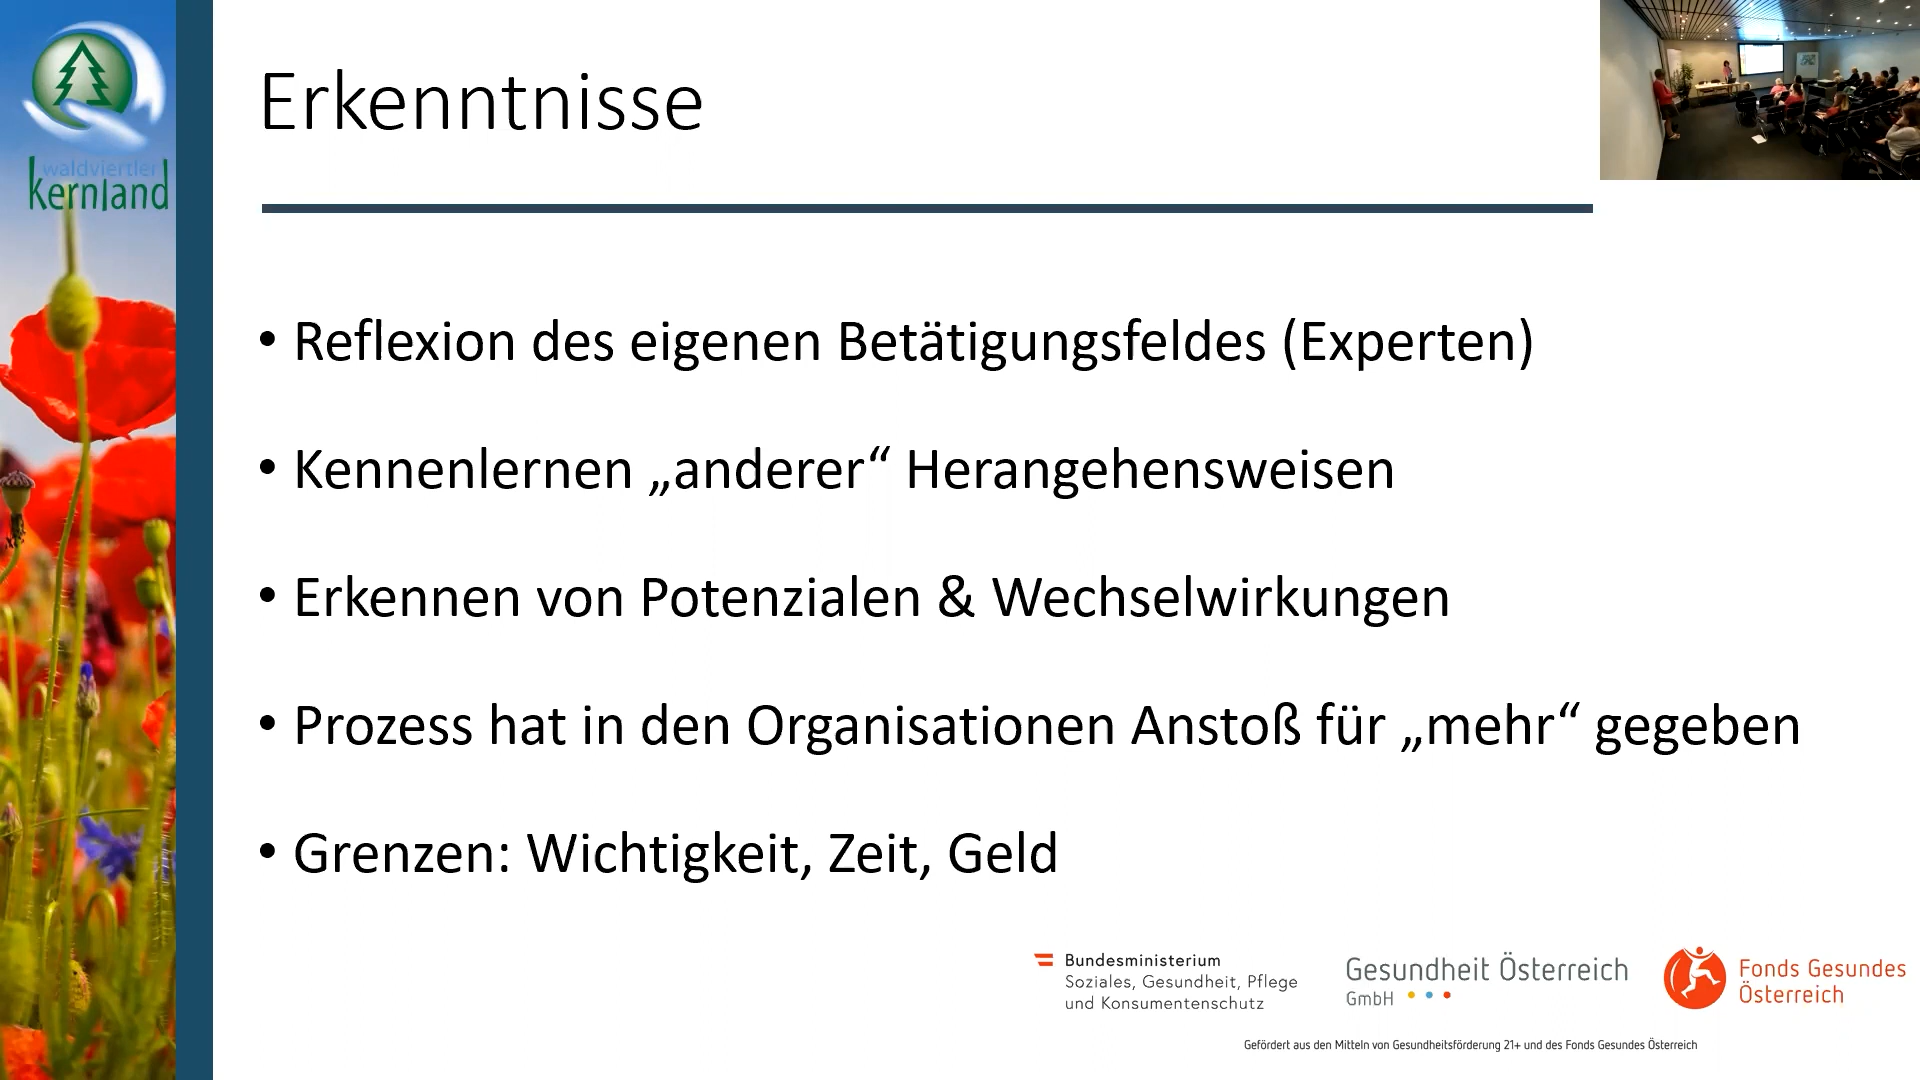 waldviertler
kernland
Erkenntnisse
• Reflexion des eigenen Betätigungsfeldes (Experten)
• Kennenlernen „anderer“ Herangehensweisen
• Erkennen von Potenzialen & Wechselwirkungen
• Prozess hat in den Organisationen Anstoß für „mehr“ gegeben
• Grenzen: Wichtigkeit, Zeit, Geld
Bundesministerium
Soziales, Gesundheit, Pflege
und Konsumentenschutz
Gesundheit Österreich
GmbH
Fonds Gesundes
Österreich
Gefördert aus den Mitteln von Gesundheitsförderung 21+ und des Fonds Gesundes Österreich